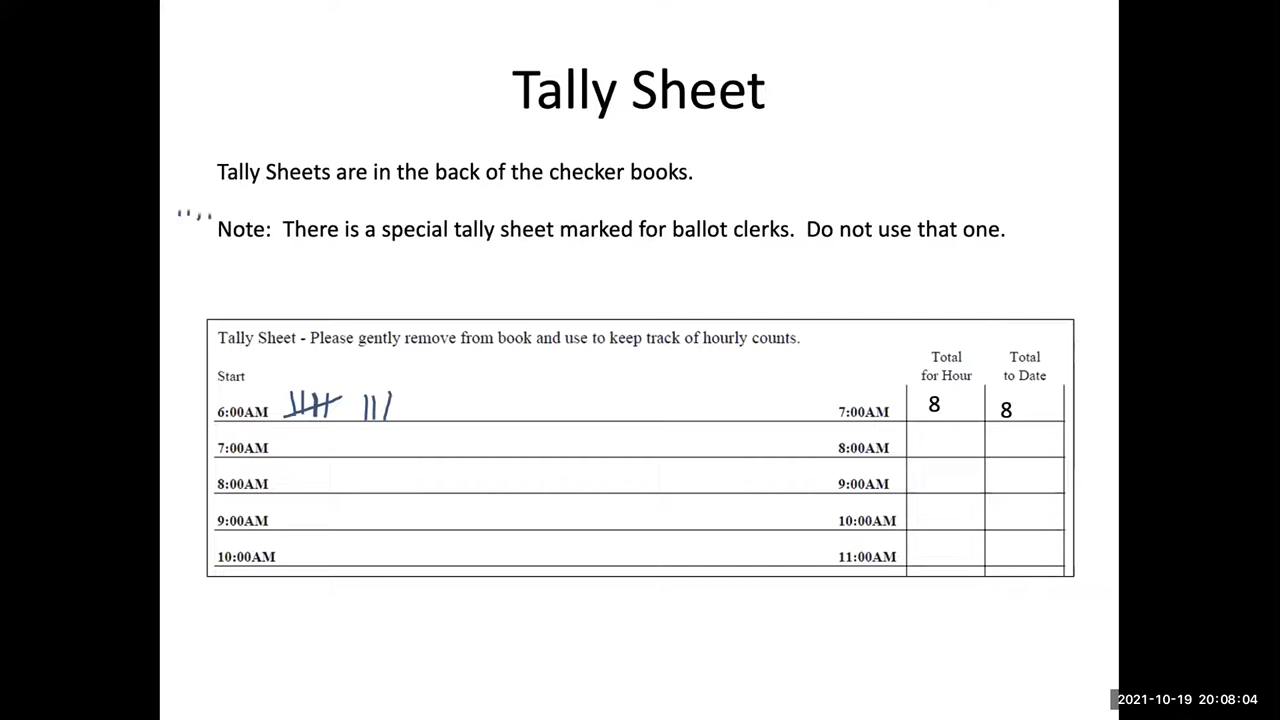 Tally Sheet
Tally Sheets are in the back of the checker books.
Note: There is a special tally sheet marked for ballot clerks. Do not use that one.
Tally Sheet - Please gently remove from book and use to keep track of hourly counts.
Total Total
Start for Hour to Date
6:00AM 7:00AM 8 8
7:00AM 8:00AM
8:00AM 9:00AM
9:00AM 10:00AM
10:00AM 11:00AM
2021-10-19 20:08:04